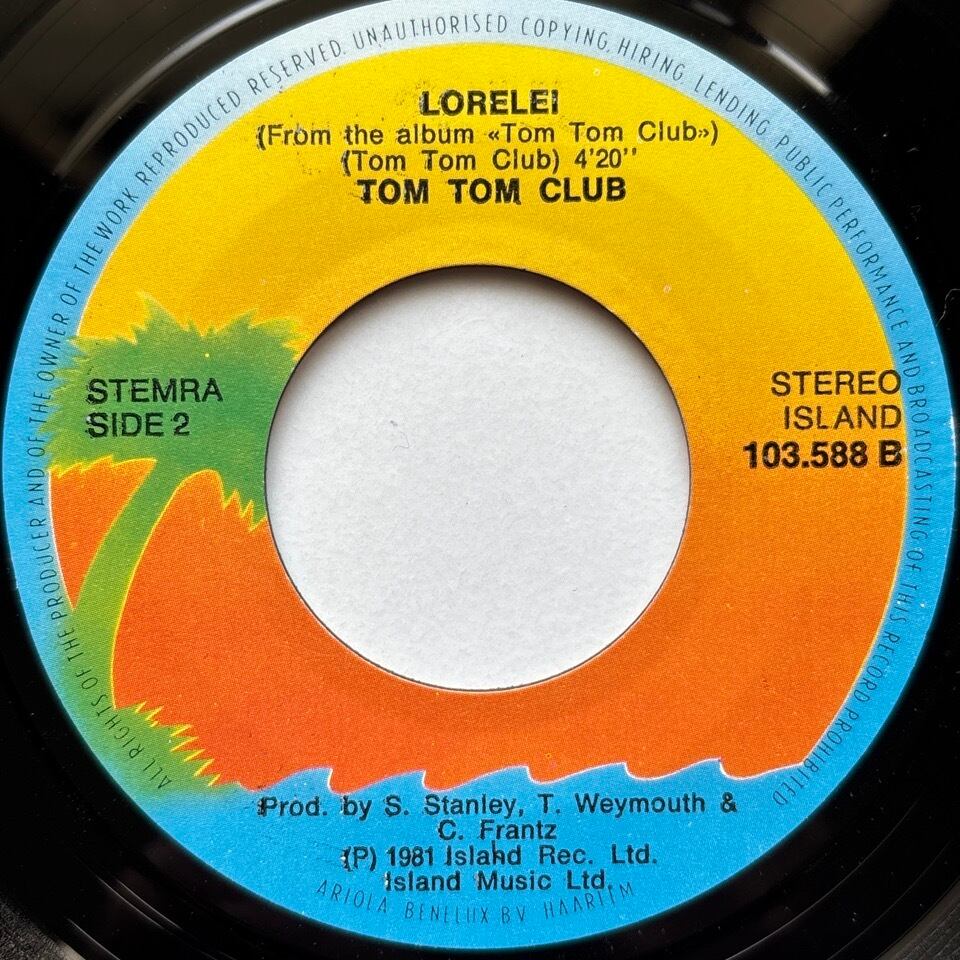 ALL RIGHTS OF THE PRODUCER AND OF THE OWNER OF THE WORK REPRODUCED RESERVED. UNAUTHORISED COPYING, HIRING, LENDING, PUBLIC PERFORMANCE AND BROADCASTING OF THIS RECORD PROHIBITED
LORELEI
(From the album «Tom Tom Club»)
(Tom Tom Club) 4'20''
TOM TOM CLUB
STEMRA
SIDE 2
STEREO
ISLAND
103.588 B
Prod. by S. Stanley, T. Weymouth &
C. Frantz
(P) 1981 Island Rec. Ltd.
Island Music Ltd.
ARIOLA BENELUX BV HAARLEM